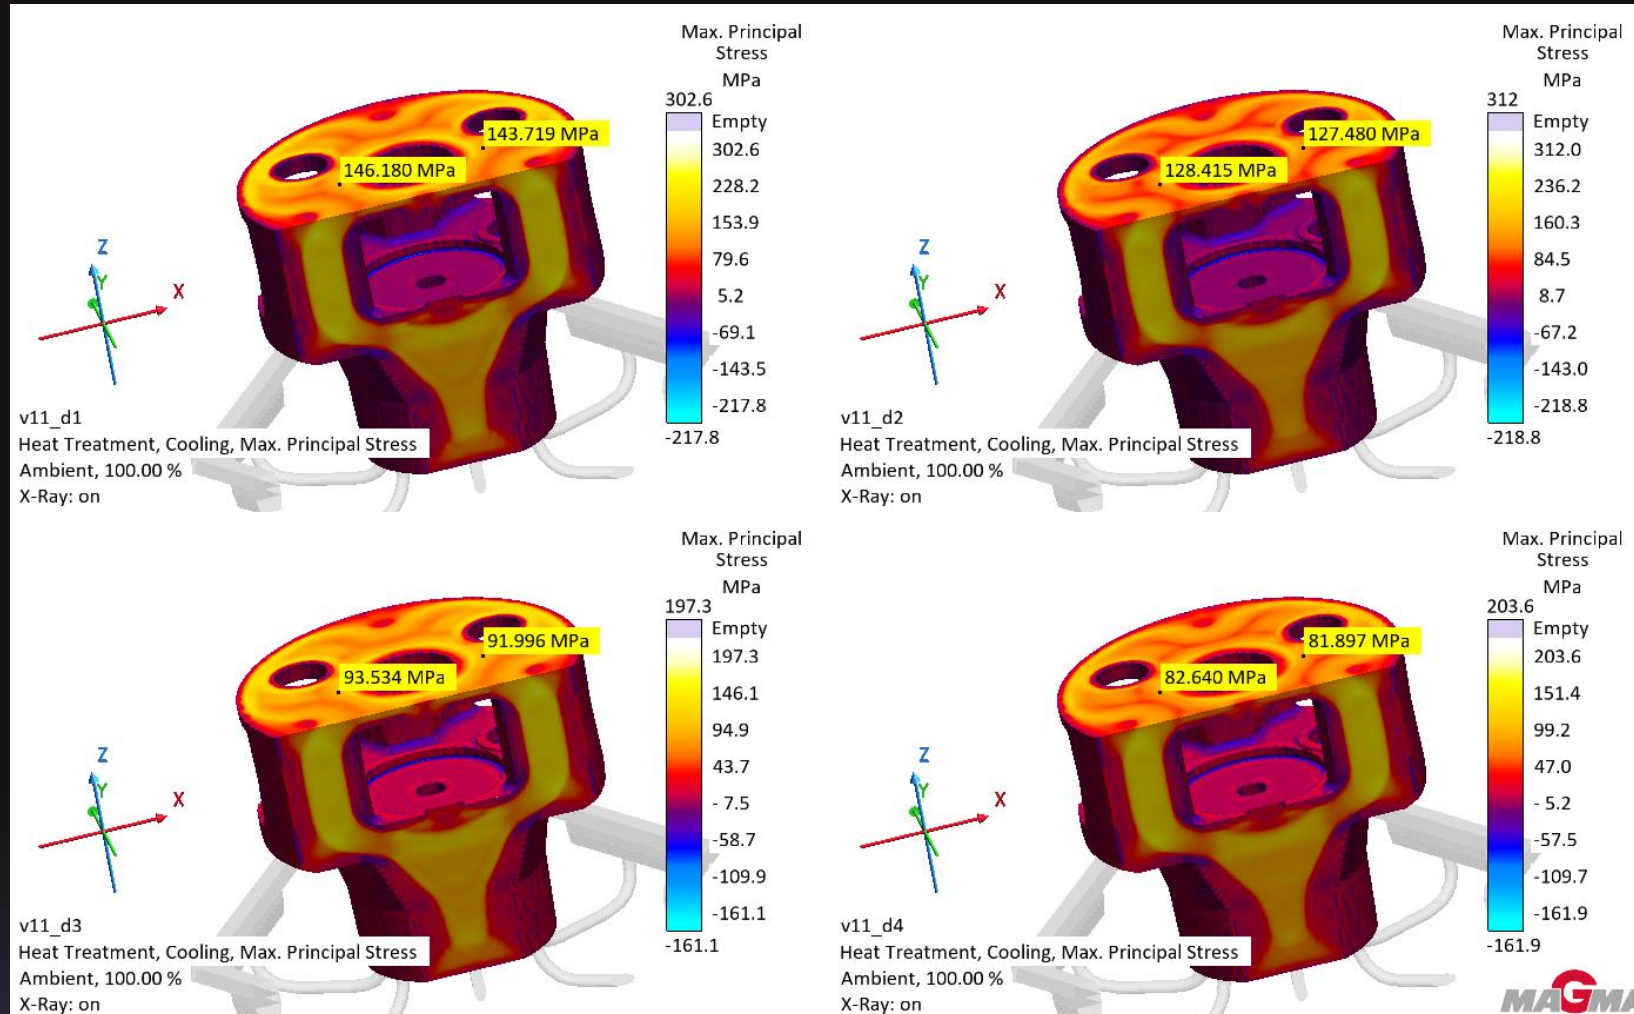 Max. Principal
Stress
MPa
302.6
Empty
302.6
228.2
153.9
79.6
5.2
-69.1
-143.5
-217.8
-217.8
143.719 MPa
146.180 MPa
Z
Y
X
v11_d1
Heat Treatment, Cooling, Max. Principal Stress
Ambient, 100.00 %
X-Ray: on
Max. Principal
Stress
MPa
312
Empty
312.0
236.2
160.3
84.5
8.7
-67.2
-143.0
-218.8
-218.8
127.480 MPa
128.415 MPa
Z
Y
X
v11_d2
Heat Treatment, Cooling, Max. Principal Stress
Ambient, 100.00 %
X-Ray: on
Max. Principal
Stress
MPa
197.3
Empty
197.3
146.1
94.9
43.7
- 7.5
-58.7
-109.9
-161.1
-161.1
91.996 MPa
93.534 MPa
Z
Y
X
v11_d3
Heat Treatment, Cooling, Max. Principal Stress
Ambient, 100.00 %
X-Ray: on
Max. Principal
Stress
MPa
203.6
Empty
203.6
151.4
99.2
47.0
- 5.2
-57.5
-109.7
-161.9
-161.9
81.897 MPa
82.640 MPa
Z
Y
X
v11_d4
Heat Treatment, Cooling, Max. Principal Stress
Ambient, 100.00 %
X-Ray: on
MAGMA